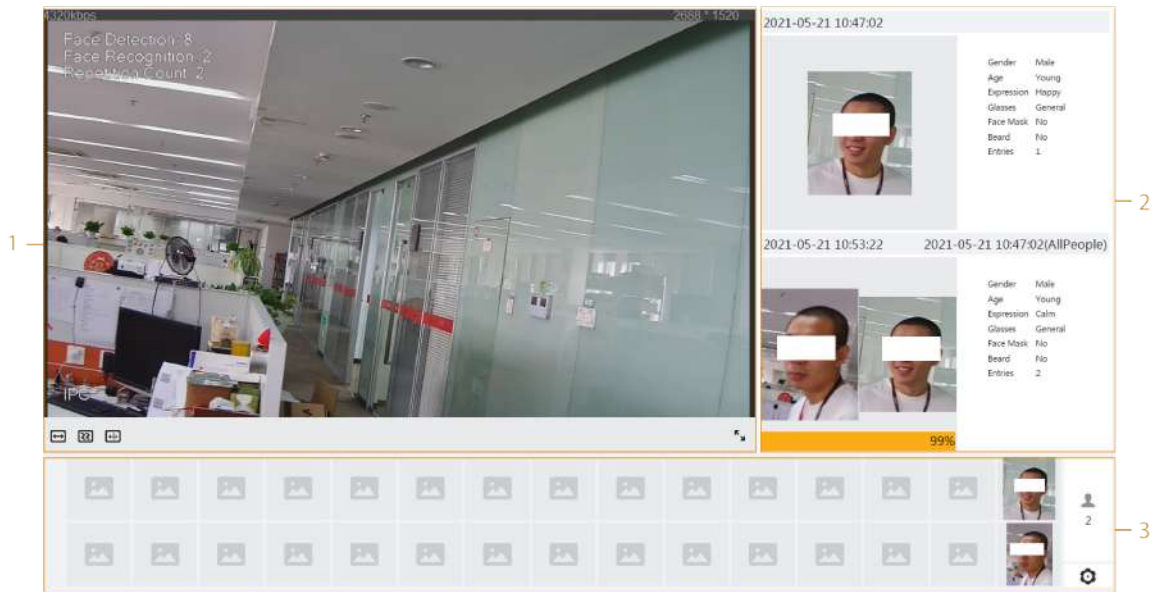 4320kbps
2688 * 1520
Face Detection 8
Face Recognition 2
Repetition Count 2
IPC
1
2021-05-21 10:47:02
Gender Male
Age Young
Expression Happy
Glasses General
Face Mask No
Beard No
Entries 1
2
2021-05-21 10:53:22 2021-05-21 10:47:02(AllPeople)
Gender Male
Age Young
Expression Calm
Glasses General
Face Mask No
Beard No
Entries 2
99%
2
3